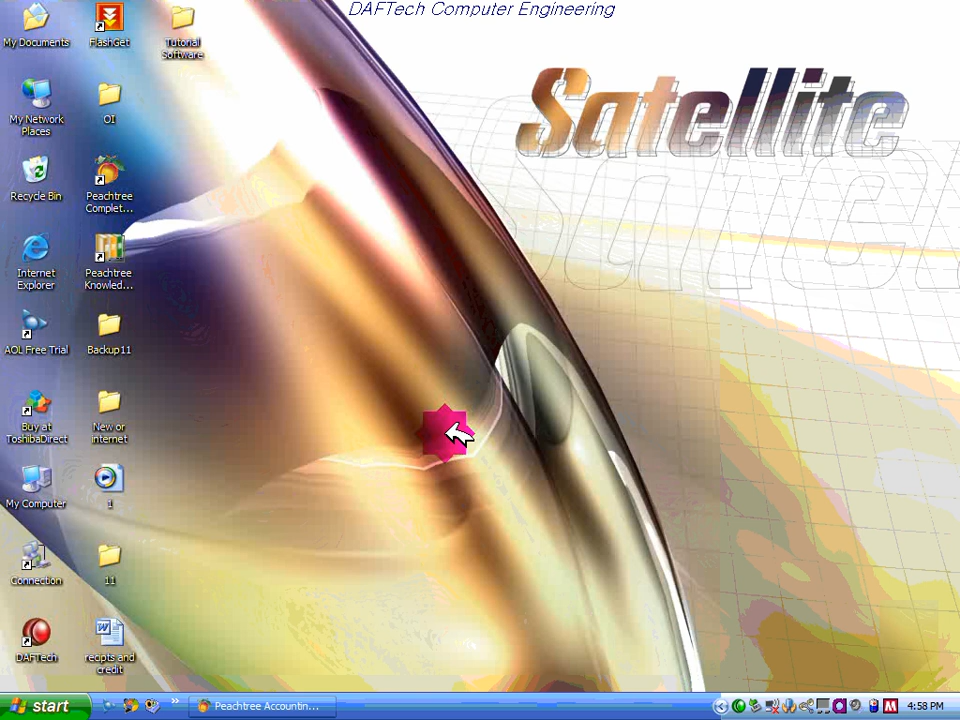 DAFTech Computer Engineering
Satellite
My Documents
FlashGet
Tutorial
Software
My Network
Places
OI
Recycle Bin
Peachtree
Complet...
Internet
Explorer
Peachtree
Knowled...
AOL Free Trial
Backup11
Buy at
ToshibaDirect
New or
internet
My Computer
1
Connection
11
DAFTech
recipts and
credit
start
Peachtree Accountin...
4:58 PM